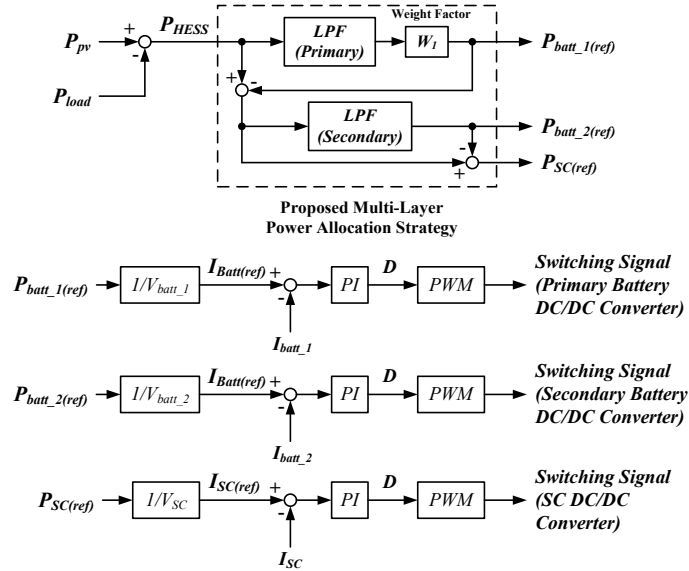 Weight Factor
P_HESS
LPF
(Primary)
W_1
P_batt_1(ref)
P_pv
+
-
P_load
+
-
LPF
(Secondary)
P_batt_2(ref)
-
+
P_SC(ref)
Proposed Multi-Layer
Power Allocation Strategy
P_batt_1(ref)
1/V_batt_1
I_Batt(ref)
+
-
I_batt_1
PI
D
PWM
Switching Signal
(Primary Battery
DC/DC Converter)
P_batt_2(ref)
1/V_batt_2
I_Batt(ref)
+
-
I_batt_2
PI
D
PWM
Switching Signal
(Secondary Battery
DC/DC Converter)
P_SC(ref)
1/V_SC
I_SC(ref)
+
-
I_SC
PI
D
PWM
Switching Signal
(SC DC/DC
Converter)